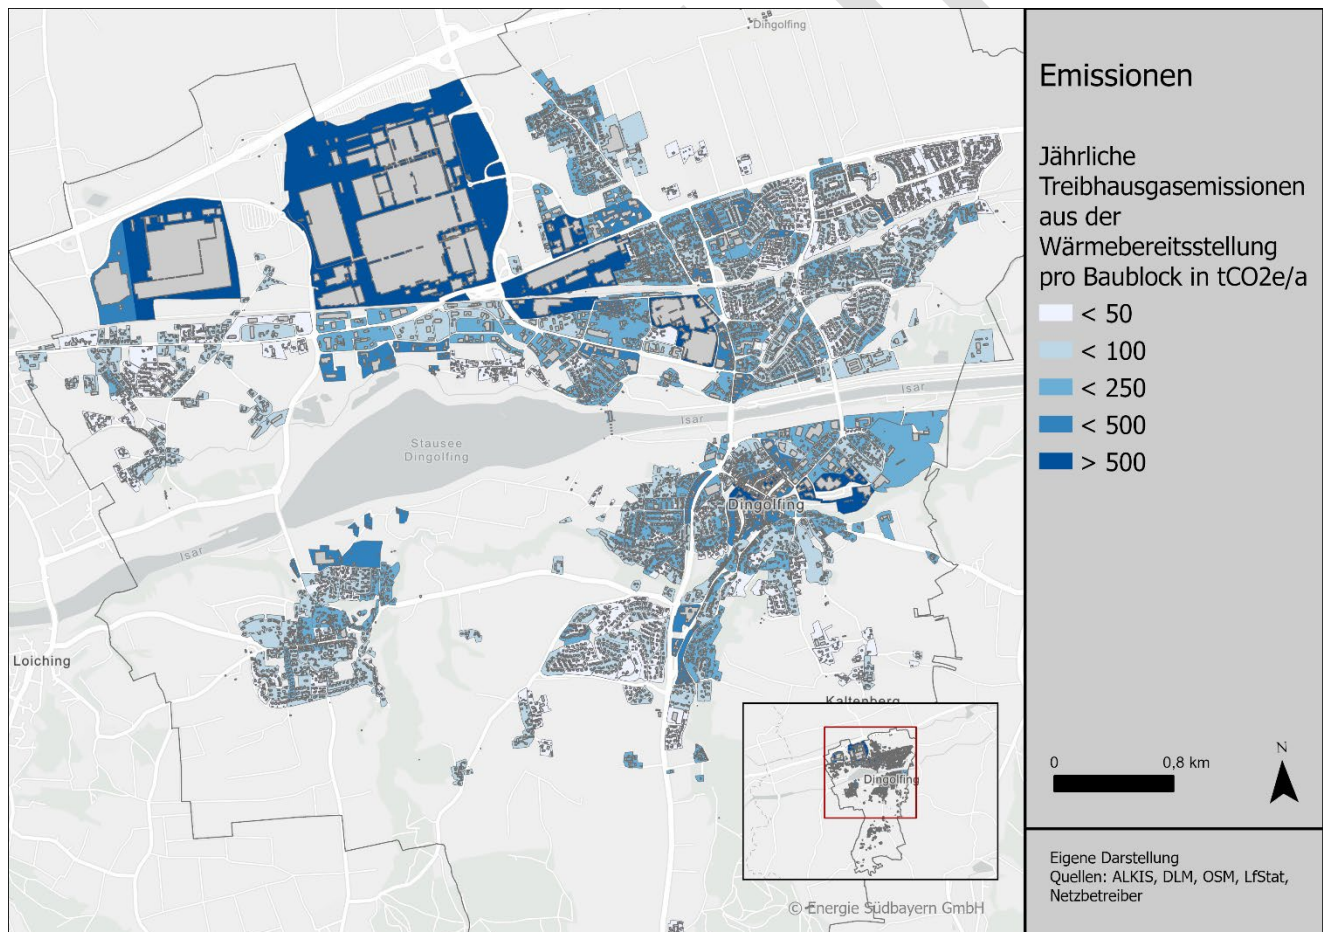 Dingolfing
Isar
Isar
Stausee
Dingolfing
Dingolfing
Isar
Loiching
Kaltenberg
Dingolfing
© Energie Südbayern GmbH
Emissionen
Jährliche
Treibhausgasemissionen
aus der
Wärmebereitsstellung
pro Baublock in tCO2e/a
< 50
< 100
< 250
< 500
> 500
0 0,8 km
N
Eigene Darstellung
Quellen: ALKIS, DLM, OSM, LfStat,
Netzbetreiber